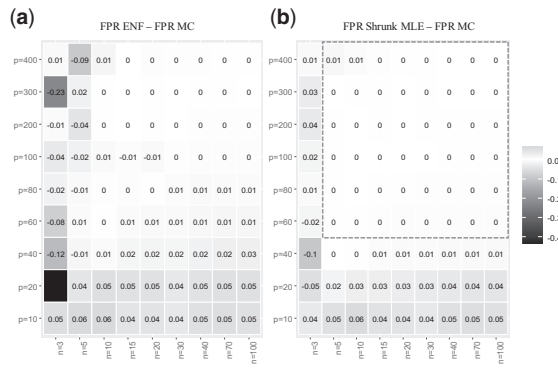 (a)
FPR ENF – FPR MC
p=400 0.01 -0.09 0.01 0 0 0 0 0 0
p=300 -0.23 0.02 0 0 0 0 0 0 0
p=200 -0.01 -0.04 0 0 0 0 0 0 0
p=100 -0.04 -0.02 0.01 -0.01 -0.01 0 0 0 0
p=80 -0.02 -0.01 0 0 0 0.01 0.01 0.01 0.01
p=60 -0.08 0.01 0 0.01 0.01 0.01 0.01 0.01 0.01
p=40 -0.12 -0.01 0.01 0.02 0.02 0.02 0.02 0.02 0.03
p=20 0.04 0.05 0.05 0.04 0.05 0.04 0.05 0.05
p=10 0.05 0.06 0.06 0.04 0.04 0.04 0.05 0.05 0.05
n=3 n=5 n=10 n=15 n=20 n=30 n=40 n=70 n=100
(b)
FPR Shrunk MLE – FPR MC
p=400 0.01 0.01 0.01 0 0 0 0 0 0
p=300 0.03 0 0 0 0 0 0 0
p=200 0.04 0 0 0 0 0 0 0 0
p=100 0.02 0 0 0 0 0 0 0 0
p=80 0.01 0 0 0 0 0 0 0 0
p=60 -0.02 0 0 0 0 0 0 0 0
p=40 -0.1 0 0 0.01 0.01 0.01 0.01 0.01 0.01
p=20 -0.05 0.02 0.03 0.03 0.03 0.04 0.04 0.04 0.04
p=10 0.04 0.05 0.06 0.04 0.05 0.04 0.05 0.05 0.05
n=3 n=5 n=10 n=15 n=20 n=30 n=40 n=70 n=100